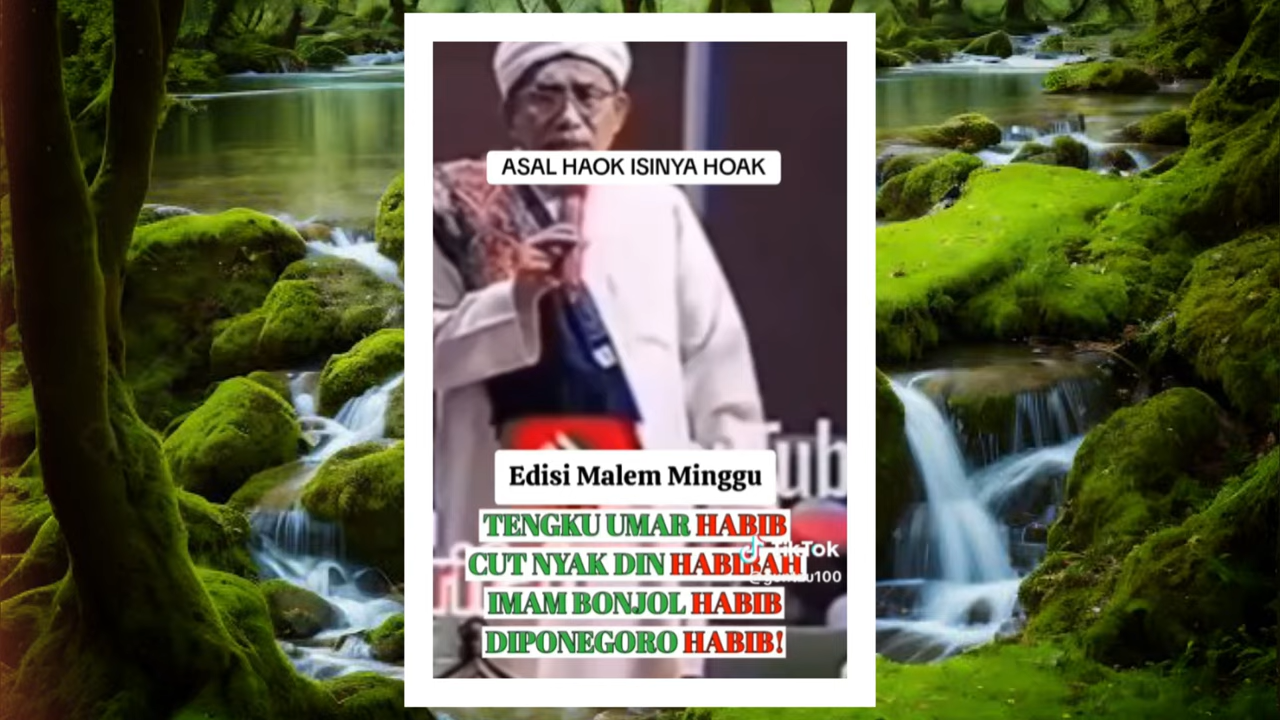 ASAL HAOK ISINYA HOAK
Edisi Malem Minggu
TENGKU UMAR HABIB
CUT NYAK DIN HABIBAH
IMAM BONJOL HABIB
DIPONEGORO HABIB!
TikTok